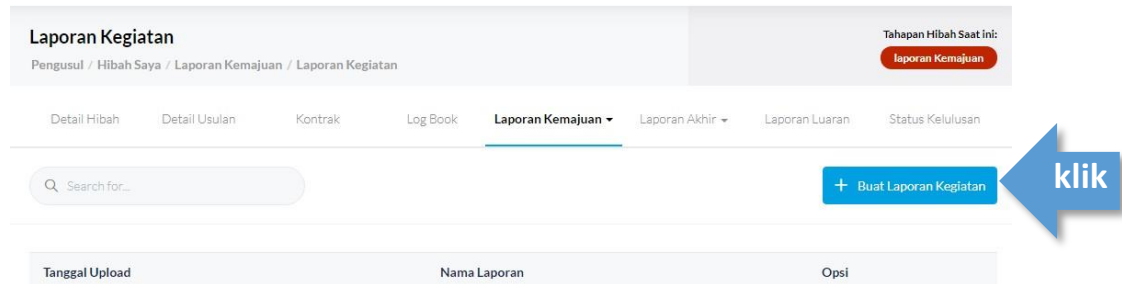 Laporan Kegiatan
Tahapan Hibah Saat ini:
Pengusul / Hibah Saya / Laporan Kemajuan / Laporan Kegiatan
laporan Kemajuan
Detail Hibah Detail Usulan Kontrak Log Book Laporan Kemajuan Laporan Akhir Laporan Luaran Status Kelulusan
Search for...
+ Buat Laporan Kegiatan
klik
Tanggal Upload Nama Laporan Opsi